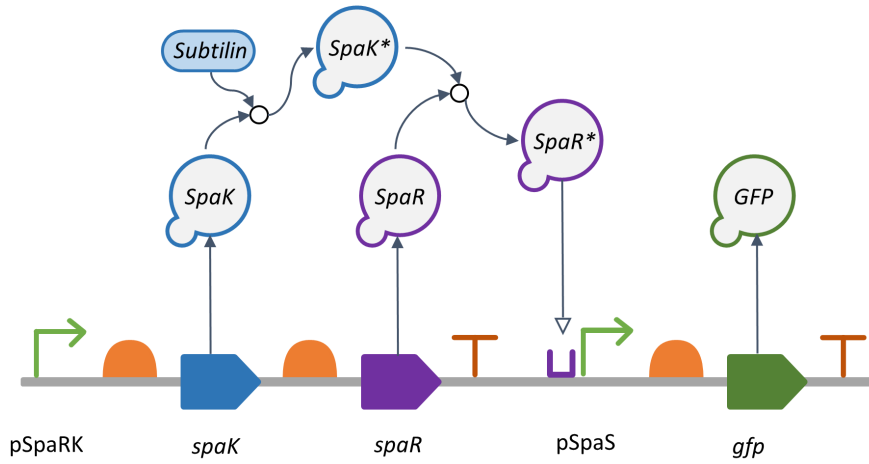 Subtilin
SpaK*
SpaR*
SpaK
SpaR
GFP
pSpaRK
spaK
spaR
pSpaS
gfp